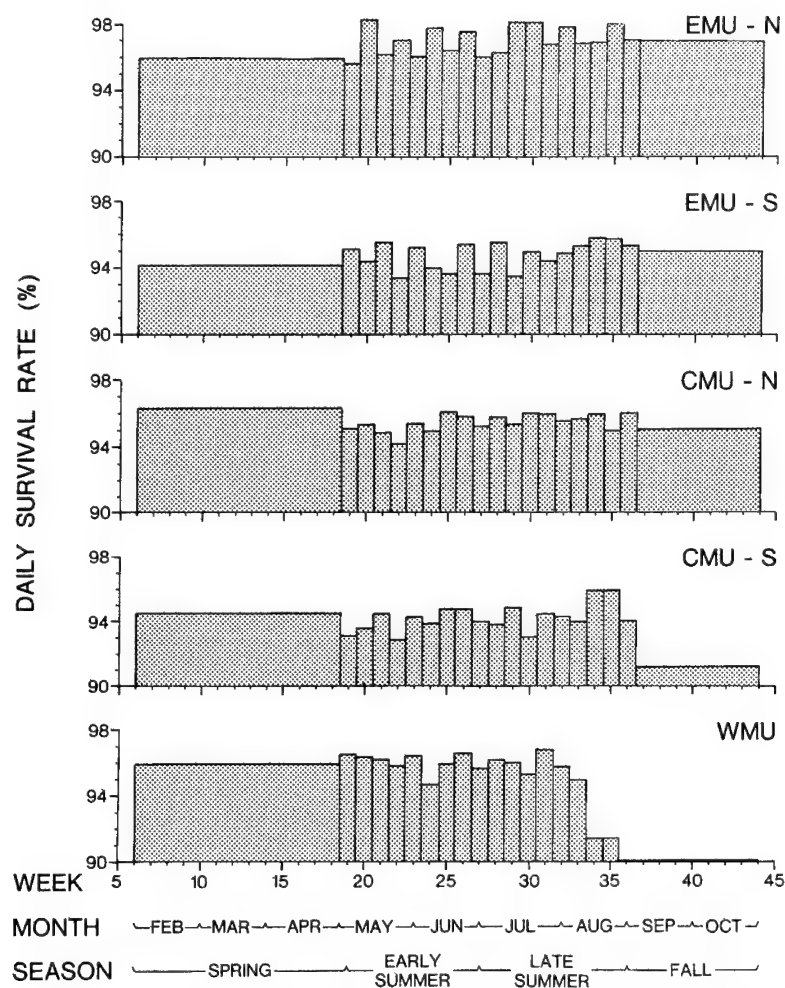 EMU - N
98
94
90
EMU - S
98
94
90
CMU - N
98
94
90
CMU - S
98
94
90
WMU
98
94
90
DAILY SURVIVAL RATE (%)
WEEK 5 10 15 20 25 30 35 40 45
MONTH FEB MAR APR MAY JUN JUL AUG SEP OCT
SEASON SPRING EARLY SUMMER LATE SUMMER FALL